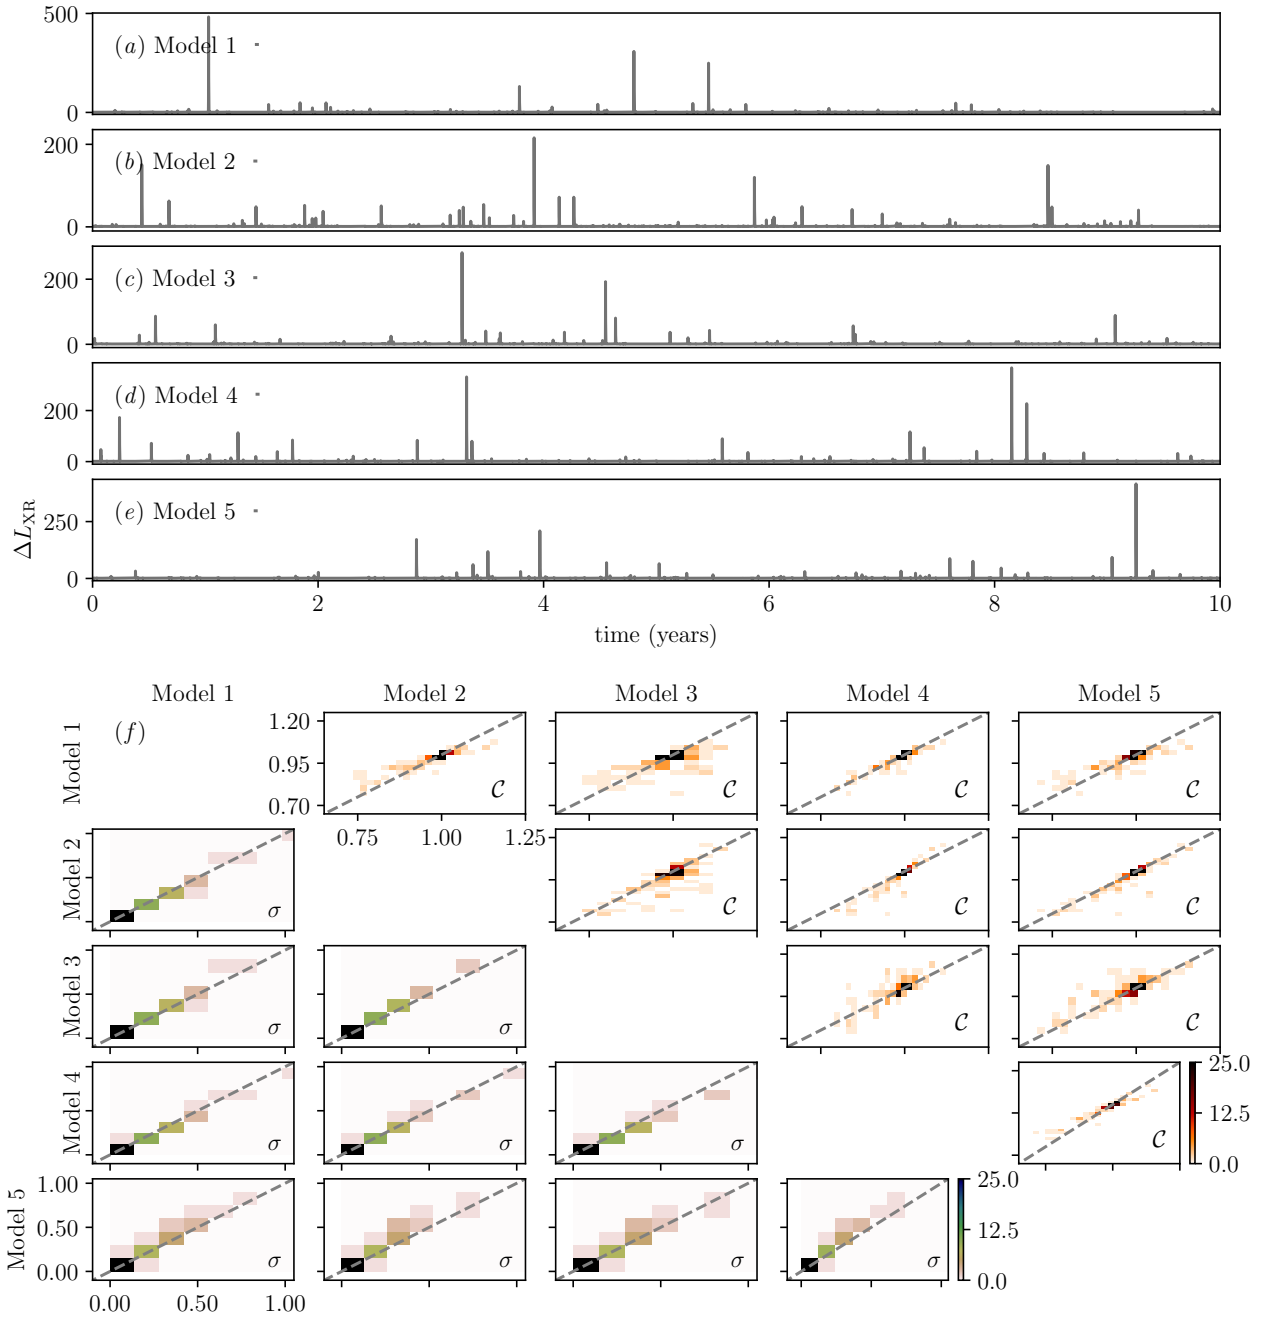 500
(a) Model 1
0
200
(b) Model 2
0
200
(c) Model 3
0
200
(d) Model 4
0
250
(e) Model 5
0
ΔL_XR
0 2 4 6 8 10
time (years)
Model 1 Model 2 Model 3 Model 4 Model 5
Model 1
(f)
1.20
0.95
0.70
𝒞 𝒞 𝒞 𝒞
0.75 1.00 1.25
Model 2
σ 𝒞 𝒞 𝒞
Model 3
σ σ 𝒞 𝒞
Model 4
σ σ σ 𝒞
25.0
12.5
0.0
Model 5
1.00
0.50
0.00
σ σ σ σ
25.0
12.5
0.0
0.00 0.50 1.00